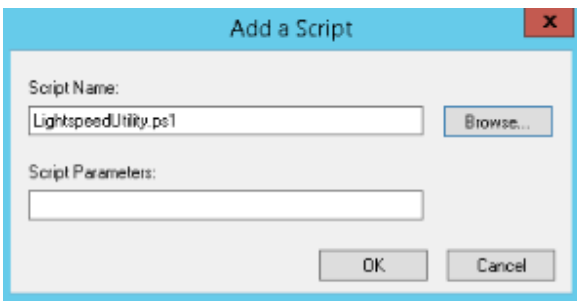 Add a Script
x
Script Name:
LightspeedUtility.ps1
Browse...
Script Parameters:
OK
Cancel